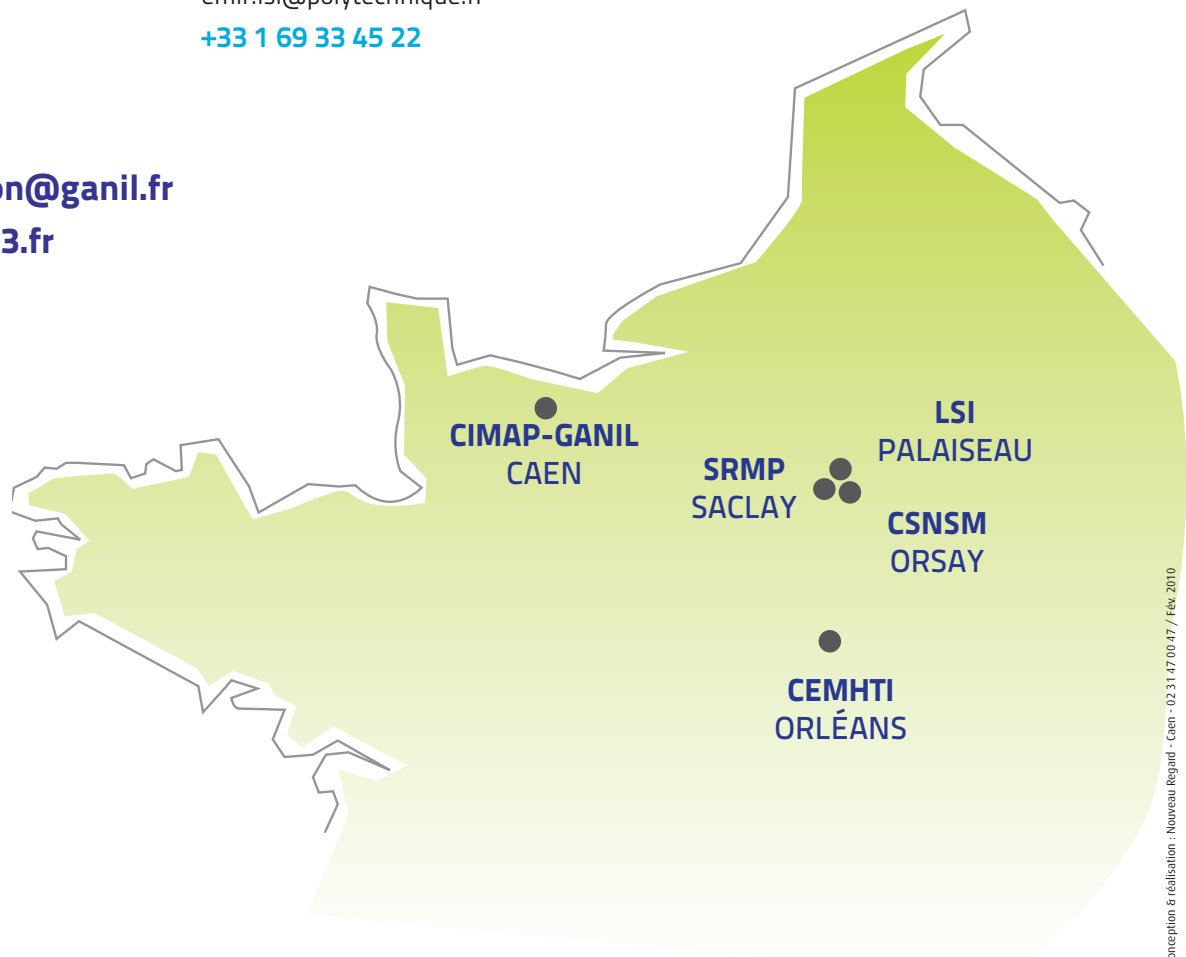 +33 1 69 33 45 22
on@ganil.fr
3.fr
CIMAP-GANIL
CAEN
LSI
PALAISEAU
SRMP
SACLAY
CSNSM
ORSAY
CEMHTI
ORLÉANS
onception & réalisation : Nouveau Regard - Caen - 02 31 47 00 47 / Fév. 2010